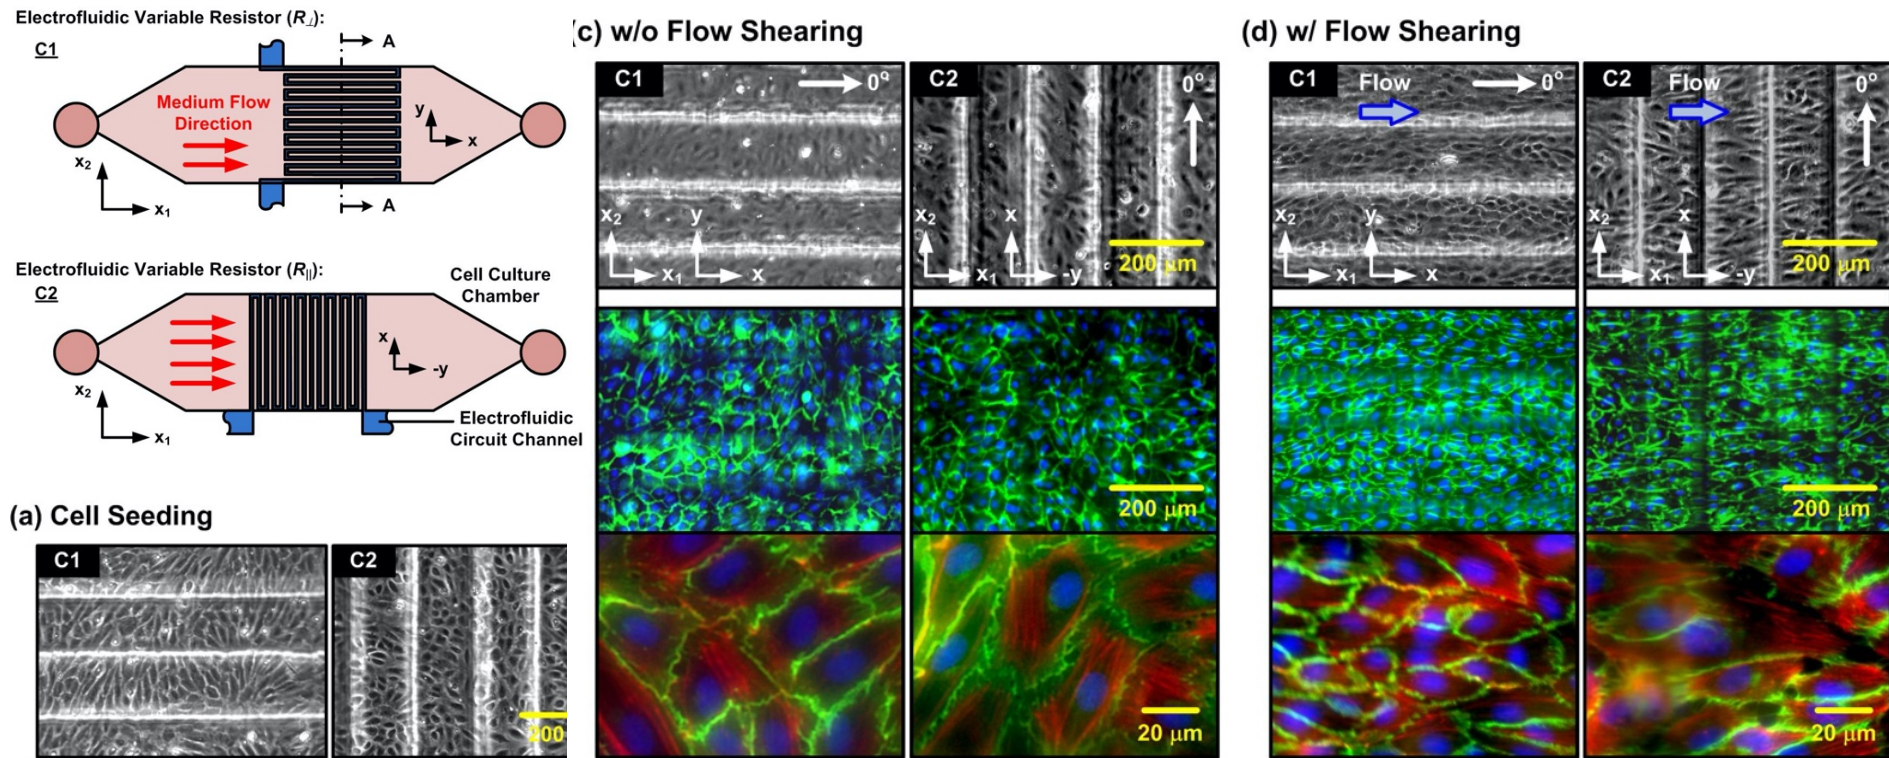 Electrofluidic Variable Resistor (R⊥):
C1
A
Medium Flow
Direction
y
x
x₂
x₁
A
Electrofluidic Variable Resistor (R||):
C2
Cell Culture
Chamber
x
-y
x₂
x₁
Electrofluidic
Circuit Channel
(a) Cell Seeding
C1
C2
200
(c) w/o Flow Shearing
C1
0°
x₂
y
x₁
x
C2
0°
x₂
x
x₁
-y
200 μm
200 μm
20 μm
(d) w/ Flow Shearing
C1
Flow
0°
x₂
y
x₁
x
C2
Flow
0°
x₂
x
x₁
-y
200 μm
200 μm
20 μm